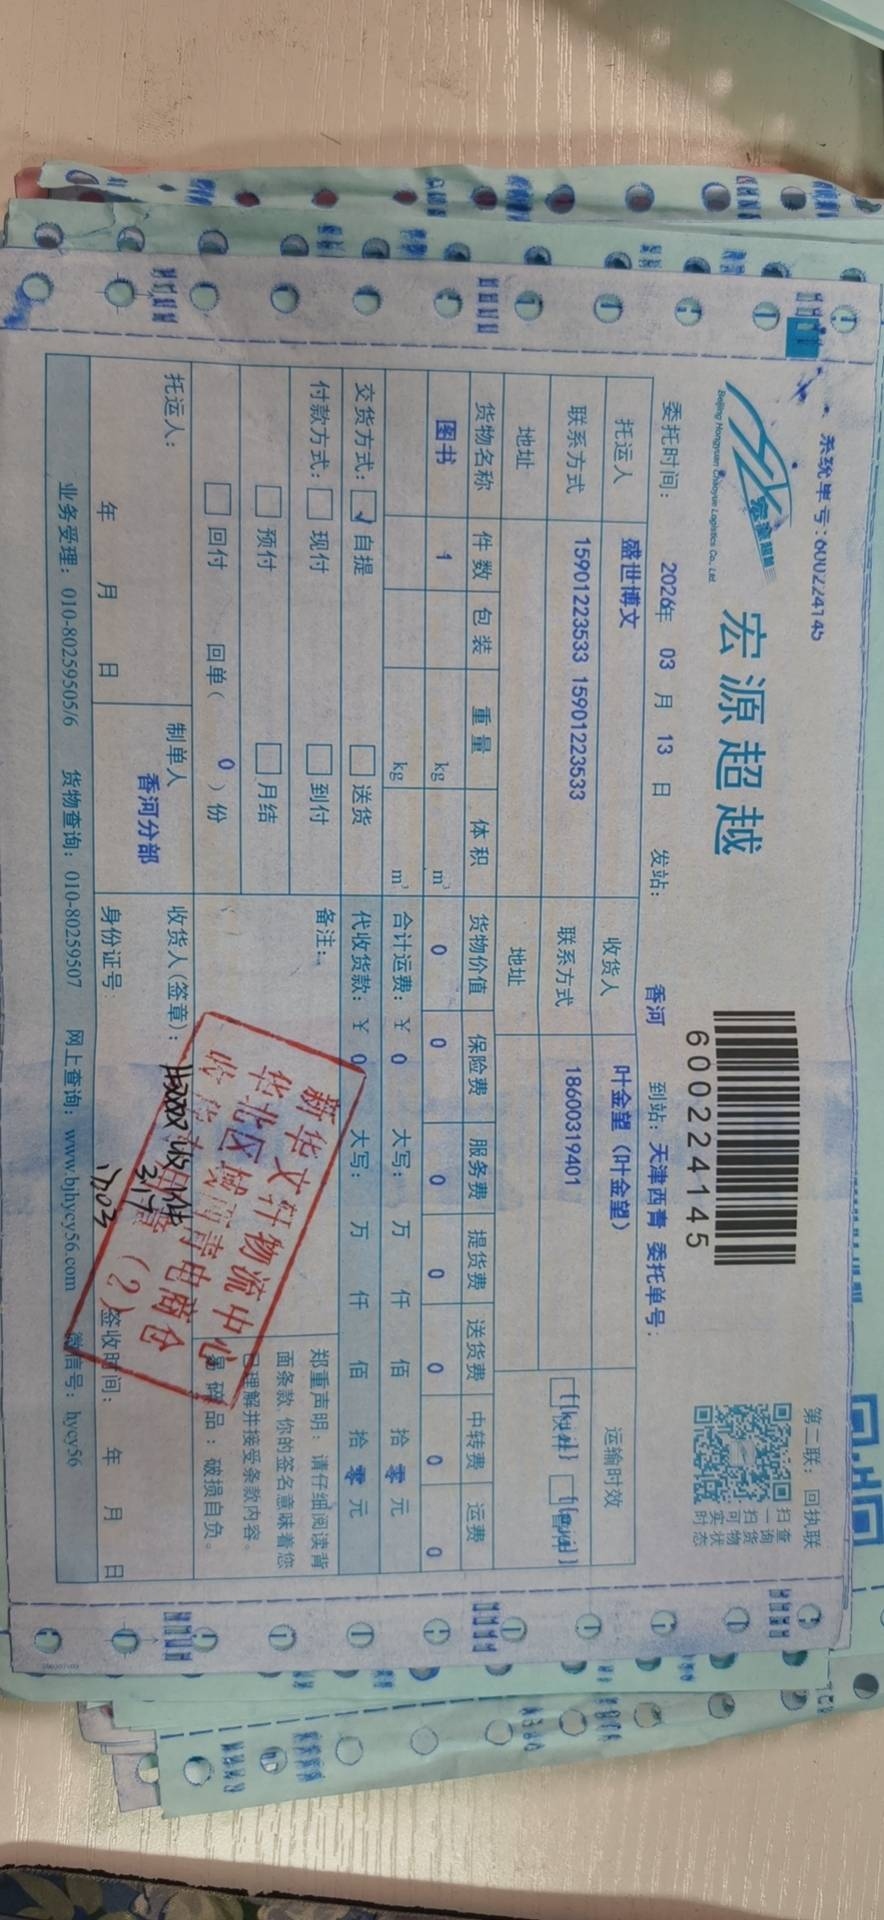 系统单号:600224145
宏源超越
Beijing Hongyuan Chaoyue Logistics Co., Ltd.
宏源超越
600224145
第二联：回执联
扫一扫可实时
查询货物状态
委托时间： 2026年 03 月 13 日 发站： 香河 到站：天津西青 委托单号：
托运人 盛世博文 收货人 叶金望（叶金望） 运输时效
联系方式 15901223533 15901223533 联系方式 18600319401
地址 地址
货物名称 件数 包装 重量 体积 货物价值 保险费 服务费 提货费 送货费 中转费 运费
图书 1 kg m³ 0 0 0 0 0 0 0
kg m³ 合计运费：￥ 0 大写： 万 仟 佰 拾 零 元
交货方式： ✓ 自提 送货 代收货款：￥ 0 大写： 万 仟 佰 拾 零 元
付款方式： 现付 到付 备注：
预付 月结
回付 回单（ 0 ）份
郑重声明：请仔细阅读背
面条款，你的签名意味着您
已理解并接受条款内容。
易碎品：破损自负。
托运人： 制单人 收货人(签章)：
香河分部
年 月 日 身份证号 签收时间： 年 月 日
新华文轩物流中心
华北区 电商仓
（2）
3.17
业务受理：010-80259505/6 货物查询：010-80259507 网上查询：www.bjhycy56.com 微信号：hycy56